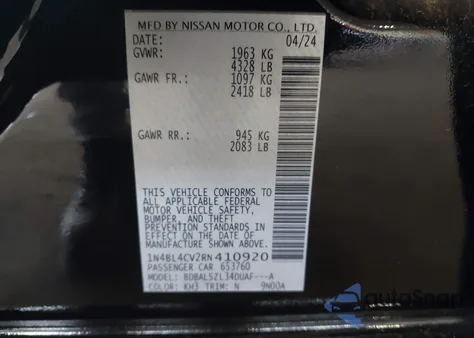 MFD BY NISSAN MOTOR CO., LTD.
DATE: 04/24
GVWR: 1963 KG
4328 LB
GAWR FR.: 1097 KG
2418 LB
GAWR RR.: 945 KG
2083 LB
THIS VEHICLE CONFORMS TO
ALL APPLICABLE FEDERAL
MOTOR VEHICLE SAFETY,
BUMPER, AND THEFT
PREVENTION STANDARDS IN
EFFECT ON THE DATE OF
MANUFACTURE SHOWN ABOVE.
1N4BL4CV2RN410920
PASSENGER CAR 653760
MODEL: BDBALSZL34DUAF---A
COLOR: KH3 TRIM: N 9N00A
autoSnap